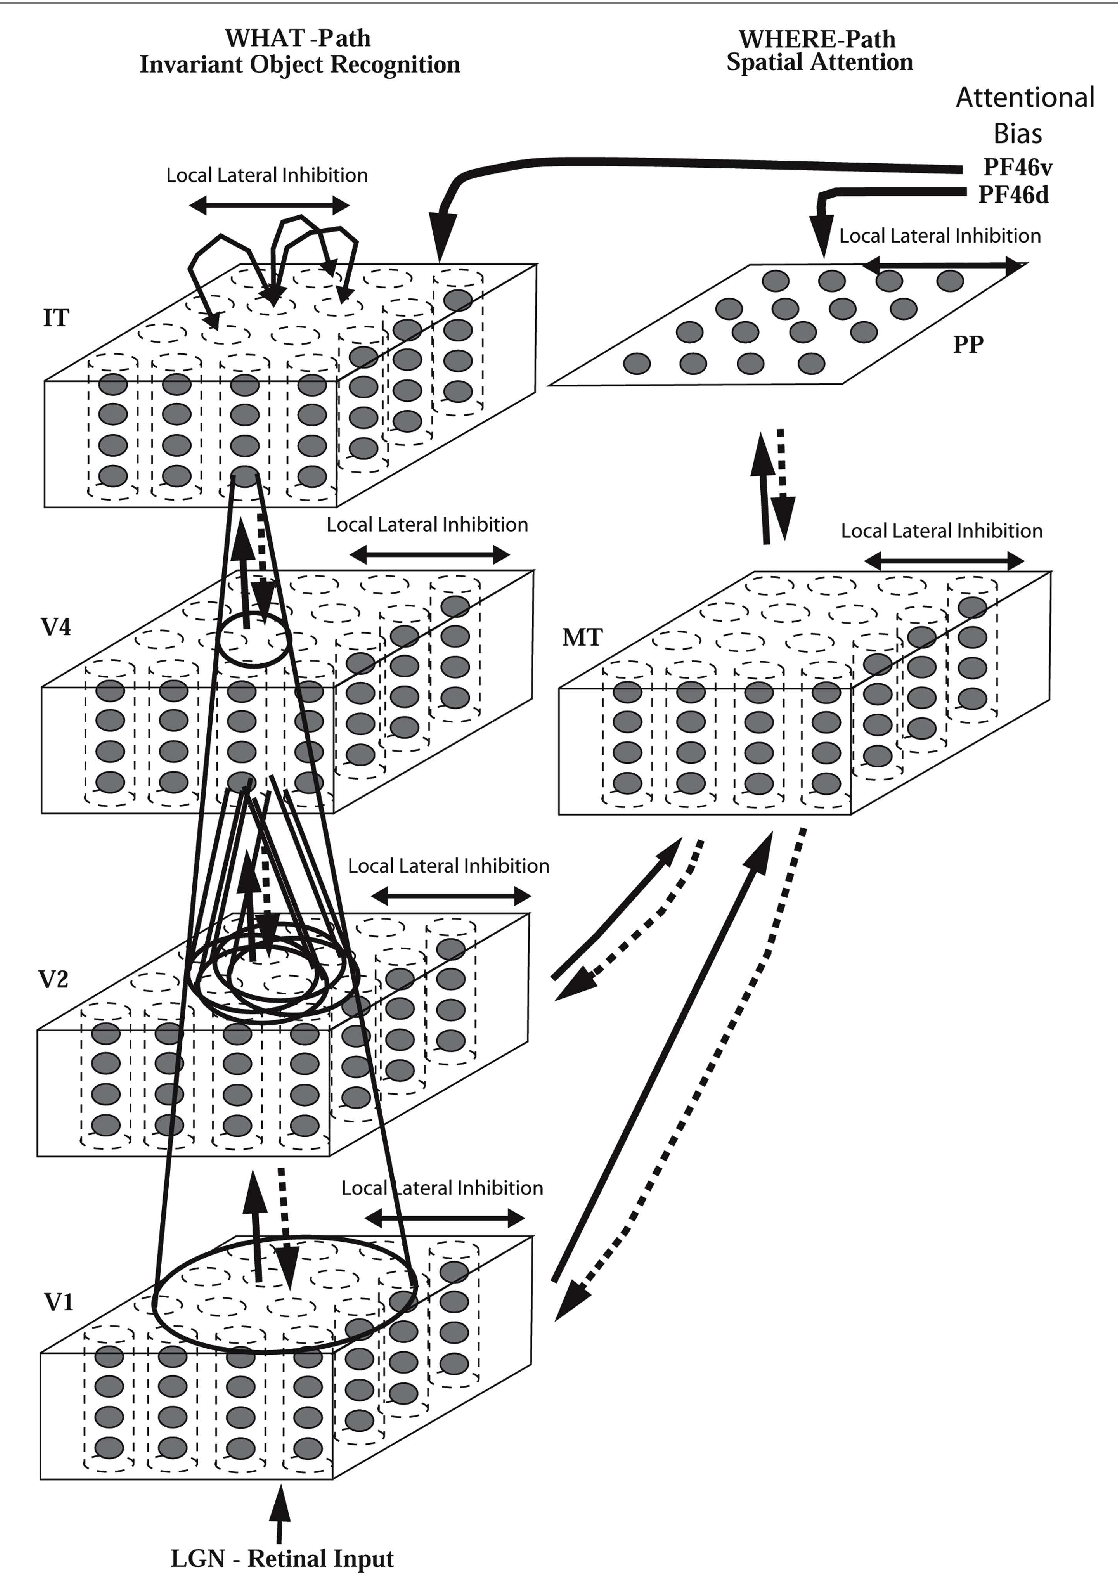 WHAT -Path
Invariant Object Recognition
WHERE-Path
Spatial Attention
Attentional
Bias
PF46v
PF46d
Local Lateral Inhibition
Local Lateral Inhibition
IT
PP
Local Lateral Inhibition
Local Lateral Inhibition
V4
MT
Local Lateral Inhibition
V2
Local Lateral Inhibition
V1
LGN - Retinal Input